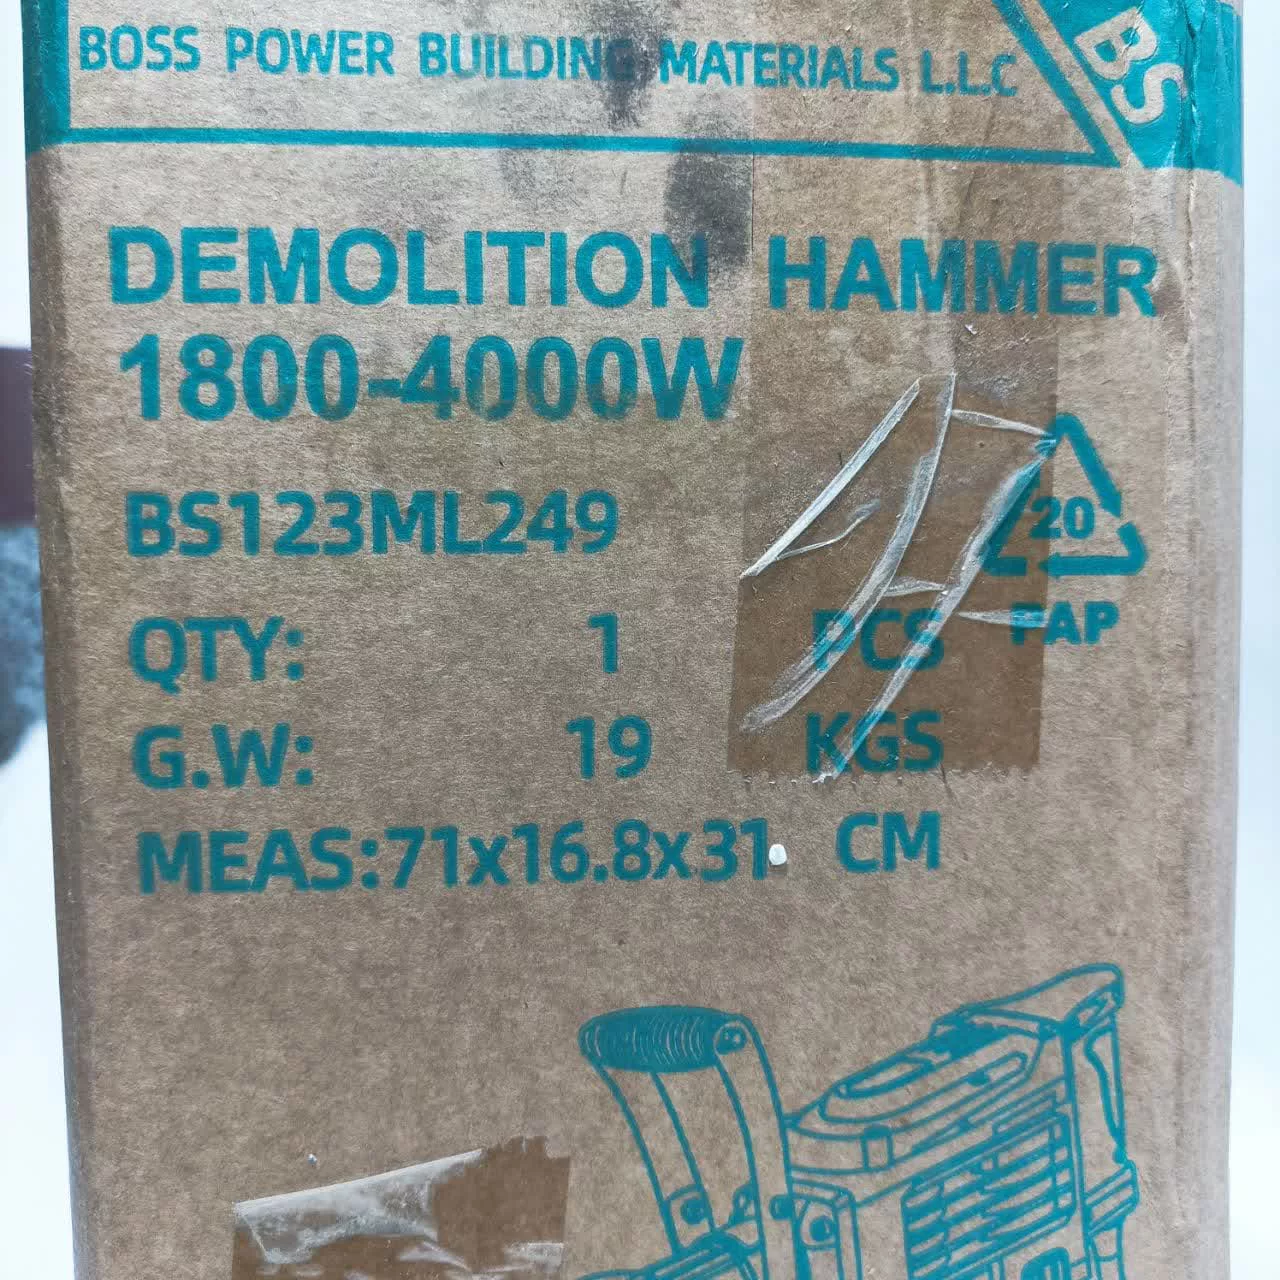 BOSS POWER BUILDING MATERIALS L.L.C
BS
DEMOLITION HAMMER
1800-4000W
BS123ML249
20
PAP
QTY: 1 PCS
G.W: 19 KGS
MEAS:71x16.8x31 CM